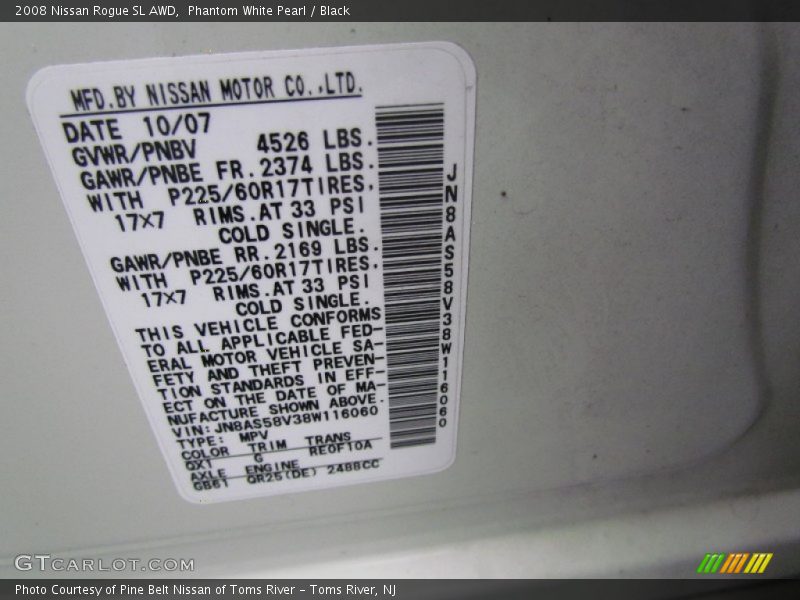 2008 Nissan Rogue SL AWD,  Phantom White Pearl / Black
MFD.BY NISSAN MOTOR CO.,LTD.
DATE 10/07
GVWR/PNBV 4526 LBS.
GAWR/PNBE FR. 2374 LBS.
WITH P225/60R17TIRES,
17X7 RIMS.AT 33 PSI
COLD SINGLE.
GAWR/PNBE RR. 2169 LBS.
WITH P225/60R17TIRES.
17X7 RIMS.AT 33 PSI
COLD SINGLE.
THIS VEHICLE CONFORMS
TO ALL APPLICABLE FED-
ERAL MOTOR VEHICLE SA-
FETY AND THEFT PREVEN-
TION STANDARDS IN EFF-
ECT ON THE DATE OF MA-
NUFACTURE SHOWN ABOVE.
VIN:JN8AS58V38W116060
TYPE: MPV
COLOR TRIM TRANS
QX1 G RE0F10A
AXLE ENGINE
GB61 QR25(DE) 2488CC
JN8AS58V38W116060
GTCARLOT.COM
Photo Courtesy of Pine Belt Nissan of Toms River – Toms River, NJ